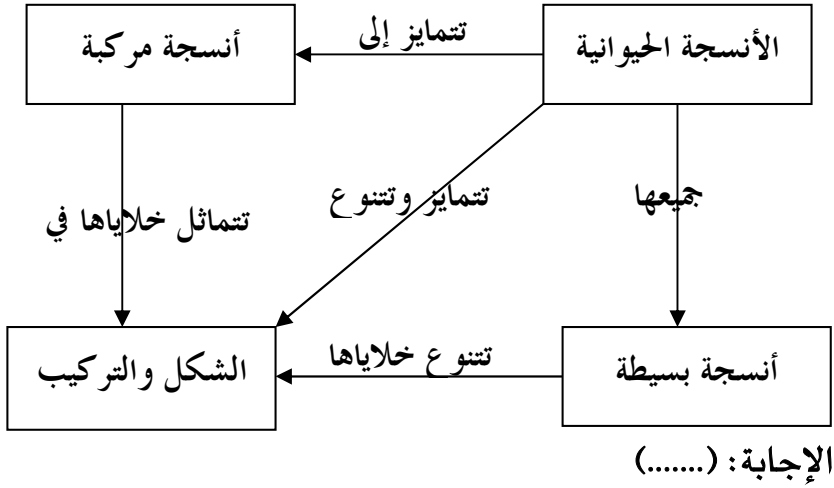 الأنسجة الحيوانية
تتمايز إلى
أنسجة مركبة
جميعها
تتمايز وتتنوع
تتماثل خلاياها في
أنسجة بسيطة
تتنوع خلاياها
الشكل والتركيب
الإجابة: (.......)